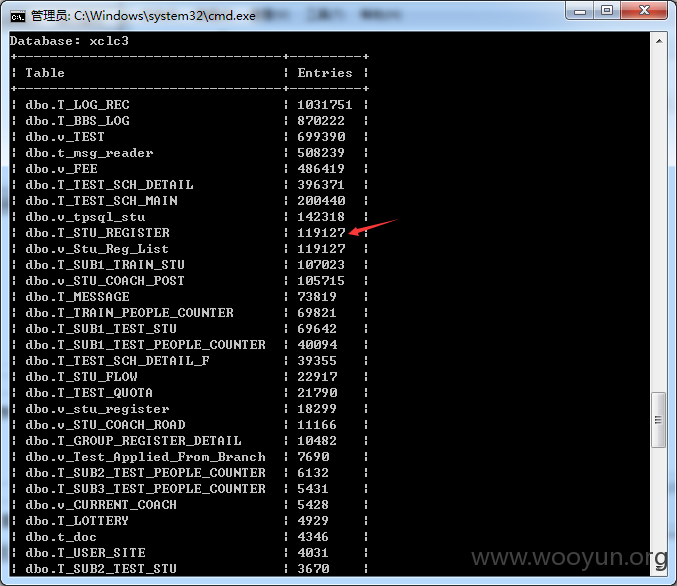 管理员: C:\Windows\system32\cmd.exe
Database: xclc3
+---------------------------------+---------+
| Table | Entries |
+---------------------------------+---------+
| dbo.T_LOG_REC | 1031751 |
| dbo.T_BBS_LOG | 870222 |
| dbo.v_TEST | 699390 |
| dbo.t_msg_reader | 508239 |
| dbo.v_FEE | 486419 |
| dbo.T_TEST_SCH_DETAIL | 396371 |
| dbo.T_TEST_SCH_MAIN | 200440 |
| dbo.v_tpsql_stu | 142318 |
| dbo.T_STU_REGISTER | 119127 |
| dbo.v_Stu_Reg_List | 119127 |
| dbo.T_SUB1_TRAIN_STU | 107023 |
| dbo.v_STU_COACH_POST | 105715 |
| dbo.T_MESSAGE | 73819 |
| dbo.T_TRAIN_PEOPLE_COUNTER | 69821 |
| dbo.T_SUB1_TEST_STU | 69642 |
| dbo.T_SUB1_TEST_PEOPLE_COUNTER | 40094 |
| dbo.T_TEST_SCH_DETAIL_F | 39355 |
| dbo.T_STU_FLOW | 22917 |
| dbo.T_TEST_QUOTA | 21790 |
| dbo.v_stu_register | 18299 |
| dbo.v_STU_COACH_ROAD | 11166 |
| dbo.T_GROUP_REGISTER_DETAIL | 10482 |
| dbo.v_Test_Applied_From_Branch | 7690 |
| dbo.T_SUB2_TEST_PEOPLE_COUNTER | 6132 |
| dbo.T_SUB3_TEST_PEOPLE_COUNTER | 5431 |
| dbo.v_CURRENT_COACH | 5428 |
| dbo.T_LOTTERY | 4929 |
| dbo.t_doc | 4346 |
| dbo.T_USER_SITE | 4031 |
| dbo.T_SUB2_TEST_STU | 3670 |
www.wooyun.org